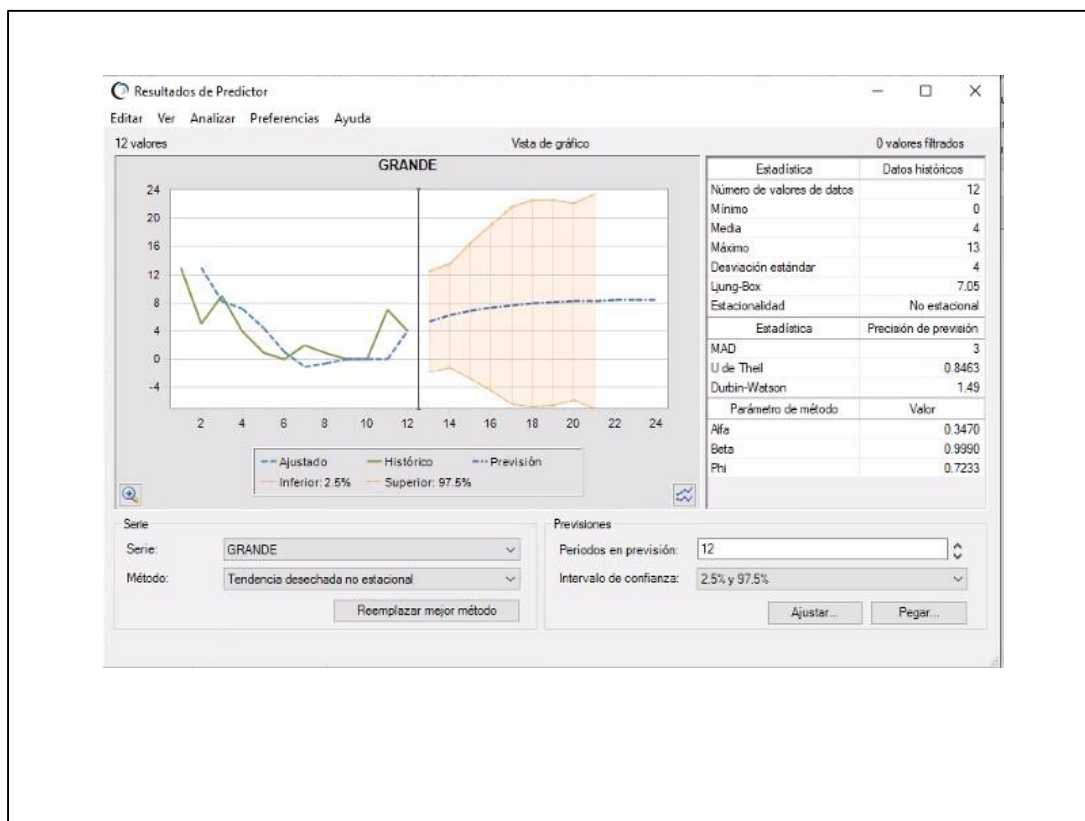 Resultados de Predictor
Editar Ver Analizar Preferencias Ayuda
12 valores Vista de gráfico 0 valores filtrados
GRANDE
24
20
16
12
8
4
0
-4
2 4 6 8 10 12 14 16 18 20 22 24
Ajustado Histórico Previsión
Inferior: 2.5% Superior: 97.5%
Estadística Datos históricos
Número de valores de datos 12
Mínimo 0
Media 4
Máximo 13
Desviación estándar 4
Ljung-Box 7.05
Estacionalidad No estacional
Estadística Precisión de previsión
MAD 3
U de Theil 0.8463
Durbin-Watson 1.49
Parámetro de método Valor
Alfa 0.3470
Beta 0.9990
Phi 0.7233
Serie
Serie: GRANDE
Método: Tendencia desechada no estacional
Reemplazar mejor método
Previsiones
Periodos en previsión: 12
Intervalo de confianza: 2.5% y 97.5%
Ajustar... Pegar...